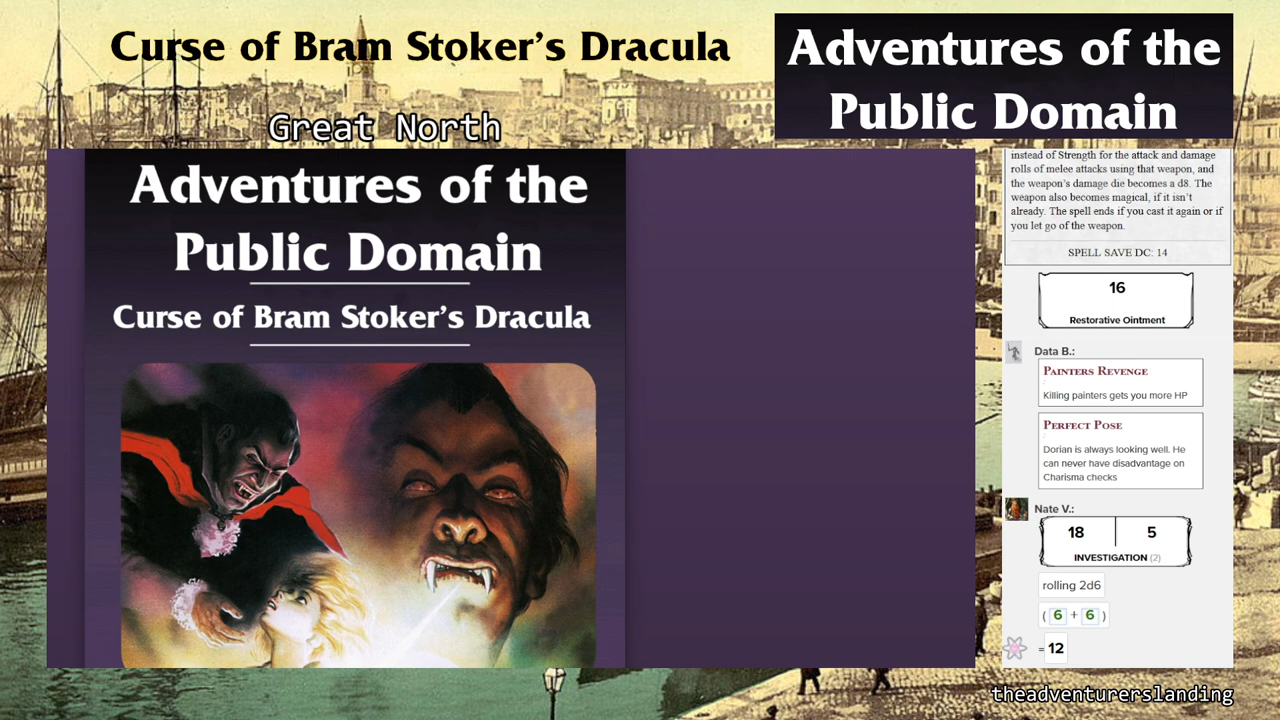 Curse of Bram Stoker's Dracula
Great North
Adventures of the
Public Domain
Adventures of the
Public Domain
Curse of Bram Stoker's Dracula
instead of Strength for the attack and damage
rolls of melee attacks using that weapon, and
the weapon's damage die becomes a d8. The
weapon also becomes magical, if it isn't
already. The spell ends if you cast it again or if
you let go of the weapon.
SPELL SAVE DC: 14
16
Restorative Ointment
Data B.:
PAINTERS REVENGE
:
Killing painters gets you more HP
PERFECT POSE
:
Dorian is always looking well. He
can never have disadvantage on
Charisma checks
Nate V.:
18 5
INVESTIGATION (2)
rolling 2d6
( 6 + 6 )
= 12
theadventurerslanding